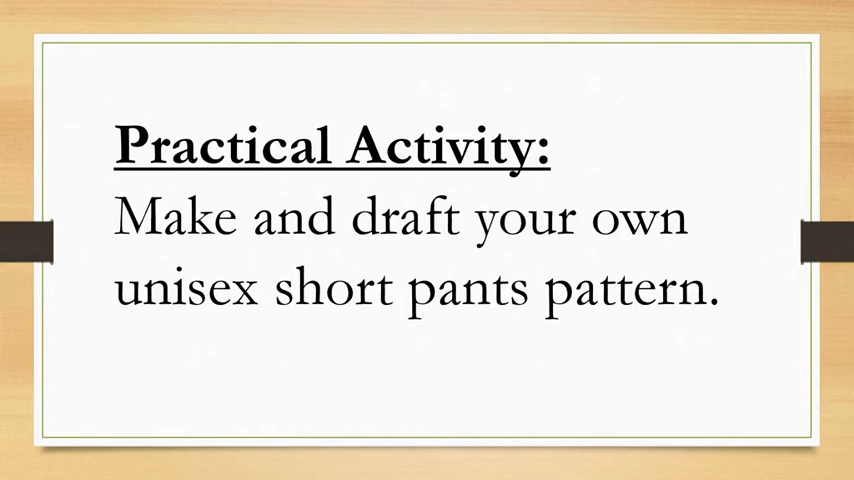 Practical Activity:
Make and draft your own
unisex short pants pattern.